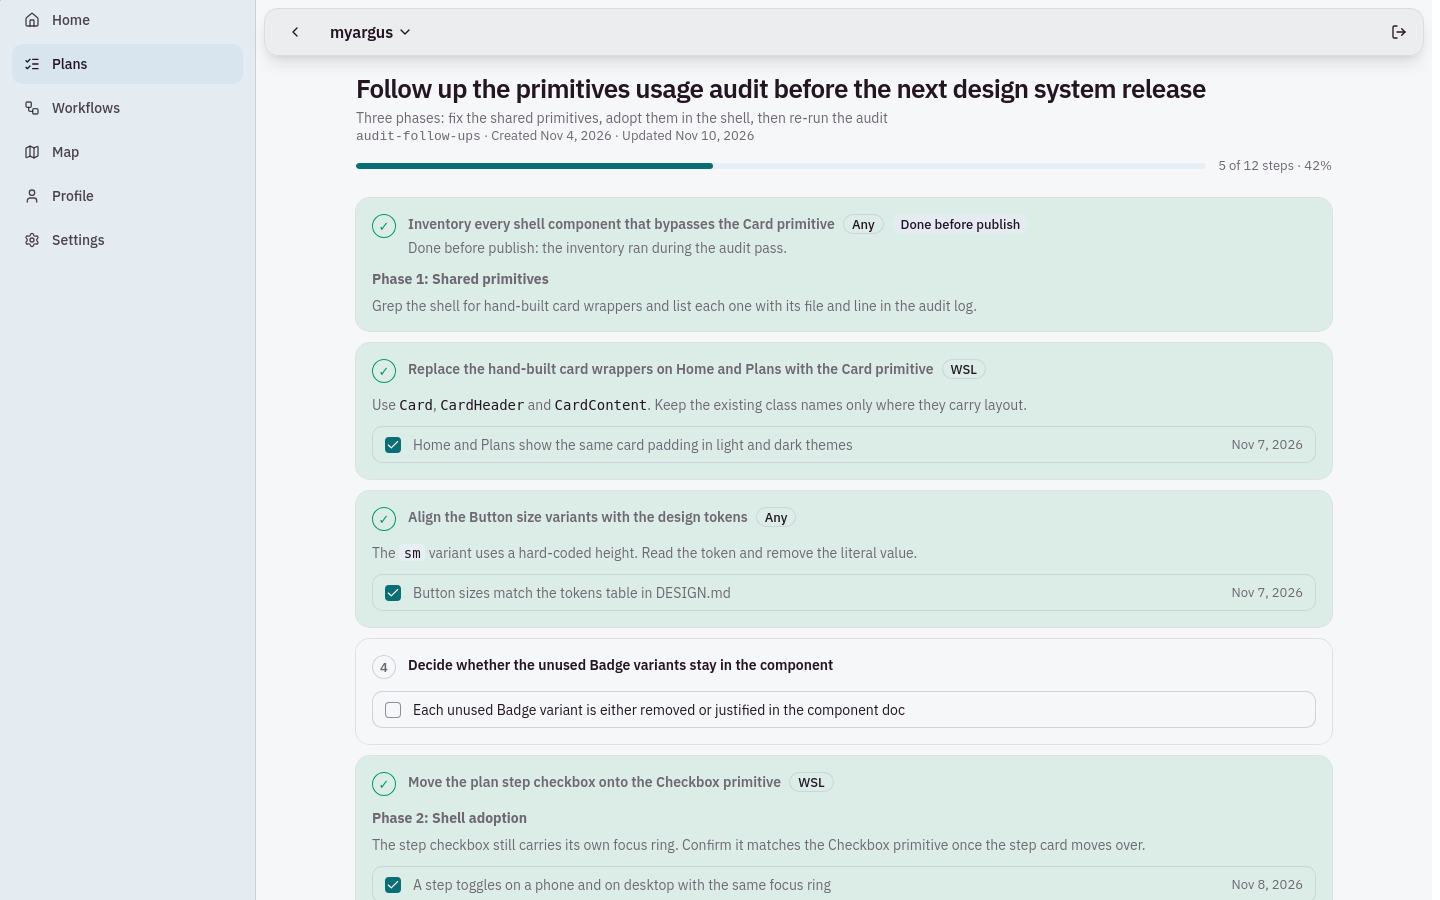 Home
Plans
Workflows
Map
Profile
Settings
myargus
Follow up the primitives usage audit before the next design system release
Three phases: fix the shared primitives, adopt them in the shell, then re-run the audit
audit-follow-ups · Created Nov 4, 2026 · Updated Nov 10, 2026
5 of 12 steps · 42%
Inventory every shell component that bypasses the Card primitive Any Done before publish
Done before publish: the inventory ran during the audit pass.
Phase 1: Shared primitives
Grep the shell for hand-built card wrappers and list each one with its file and line in the audit log.
Replace the hand-built card wrappers on Home and Plans with the Card primitive WSL
Use Card, CardHeader and CardContent. Keep the existing class names only where they carry layout.
Home and Plans show the same card padding in light and dark themes Nov 7, 2026
Align the Button size variants with the design tokens Any
The sm variant uses a hard-coded height. Read the token and remove the literal value.
Button sizes match the tokens table in DESIGN.md Nov 7, 2026
4 Decide whether the unused Badge variants stay in the component
Each unused Badge variant is either removed or justified in the component doc
Move the plan step checkbox onto the Checkbox primitive WSL
Phase 2: Shell adoption
The step checkbox still carries its own focus ring. Confirm it matches the Checkbox primitive once the step card moves over.
A step toggles on a phone and on desktop with the same focus ring Nov 8, 2026